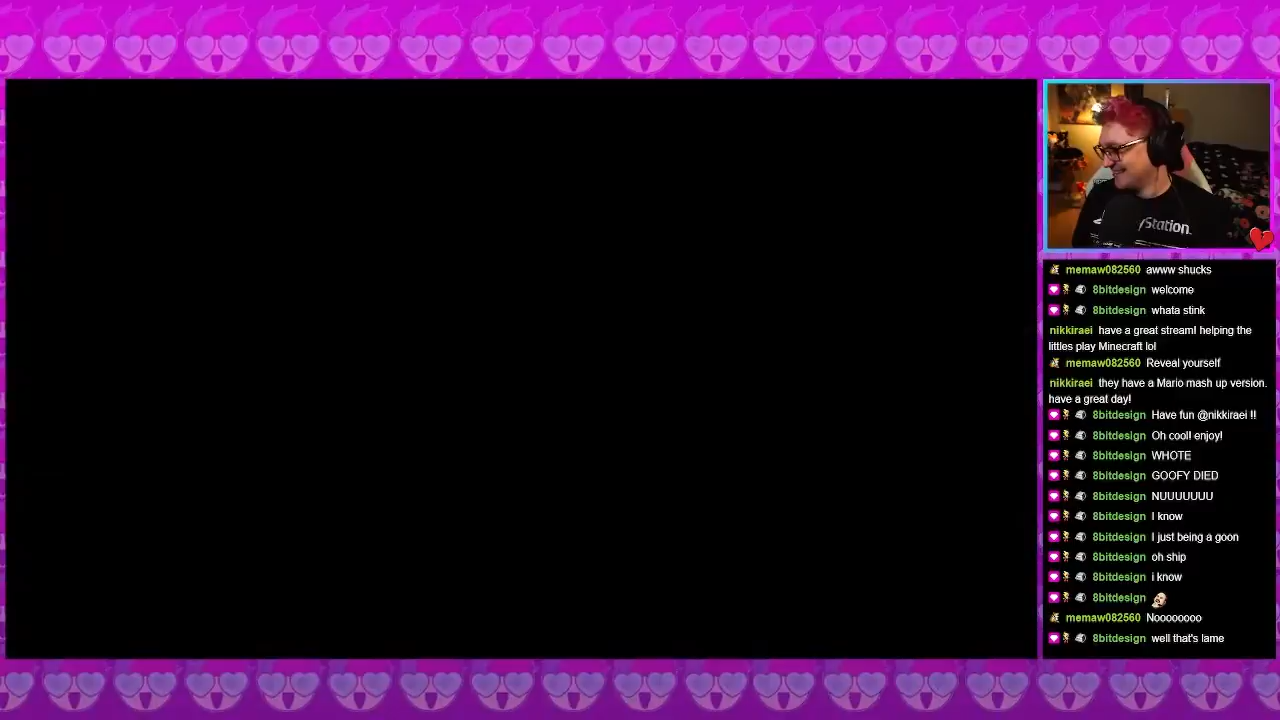 yStation.
memaw082560 awww shucks
8bitdesign welcome
8bitdesign whata stink
nikkiraei have a great stream! helping the
littles play Minecraft lol
memaw082560 Reveal yourself
nikkiraei they have a Mario mash up version.
have a great day!
8bitdesign Have fun @nikkiraei !!
8bitdesign Oh cool! enjoy!
8bitdesign WHOTE
8bitdesign GOOFY DIED
8bitdesign NUUUUUUU
8bitdesign I know
8bitdesign I just being a goon
8bitdesign oh ship
8bitdesign i know
8bitdesign
memaw082560 Noooooooo
8bitdesign well that's lame